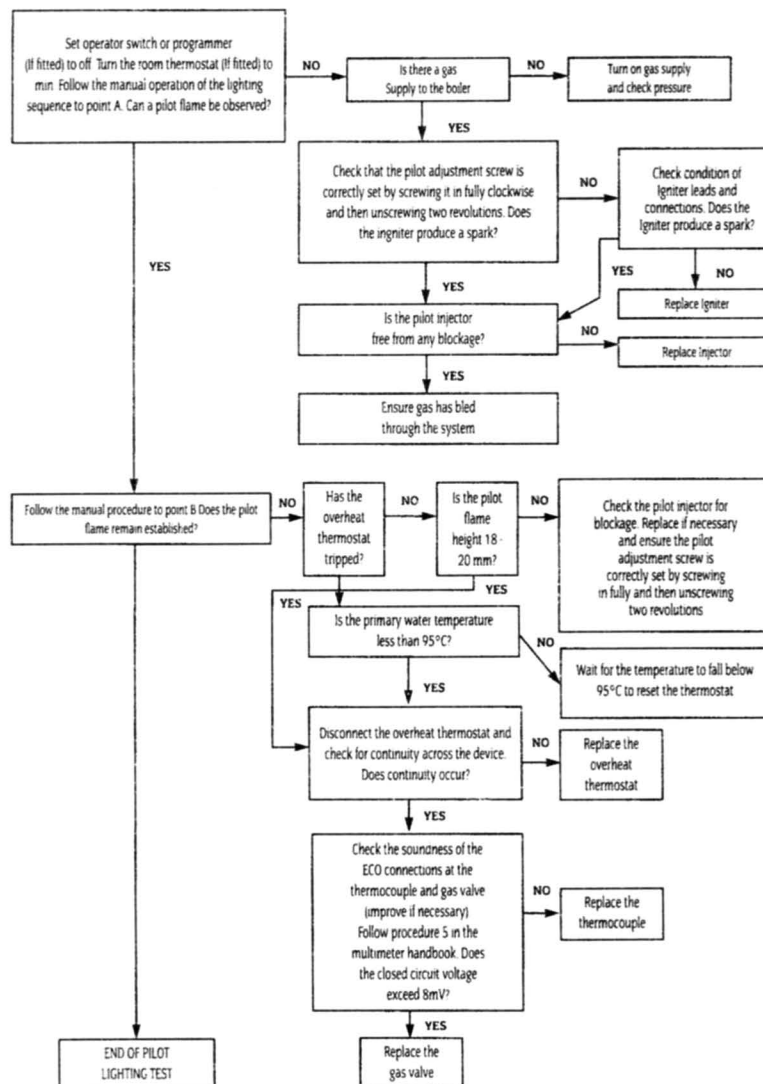 Set operator switch or programmer
(If fitted) to off Turn the room thermostat (If fitted) to
min Follow the manual operation of the lighting
sequence to point A. Can a pilot flame be observed?
NO
Is there a gas
Supply to the boiler
NO
Turn on gas supply
and check pressure
YES
YES
Check that the pilot adjustment screw is
correctly set by screwing it in fully clockwise
and then unscrewing two revolutions. Does
the ingniter produce a spark?
NO
Check condition of
Igniter leads and
connections. Does the
Igniter produce a spark?
YES
YES
NO
Replace Igniter
Is the pilot injector
free from any blockage?
NO
Replace Injector
YES
Ensure gas has bled
through the system
Follow the manual procedure to point B Does the pilot
flame remain established?
NO
Has the
overheat
thermostat
tripped?
NO
Is the pilot
flame
height 18 -
20 mm?
NO
Check the pilot injector for
blockage. Replace if necessary
and ensure the pilot
adjustment screw is
correctly set by screwing
in fully and then unscrewing
two revolutions
YES
YES
Is the primary water temperature
less than 95°C?
NO
Wait for the temperature to fall below
95°C to reset the thermostat
YES
Disconnect the overheat thermostat and
check for continuity across the device.
Does continuity occur?
NO
Replace the
overheat
thermostat
YES
Check the soundness of the
ECO connections at the
thermocouple and gas valve
(improve if necessary)
Follow procedure 5 in the
multimeter handbook. Does
the closed circuit voltage
exceed 8mV?
NO
Replace the
thermocouple
YES
Replace the
gas valve
END OF PILOT
LIGHTING TEST